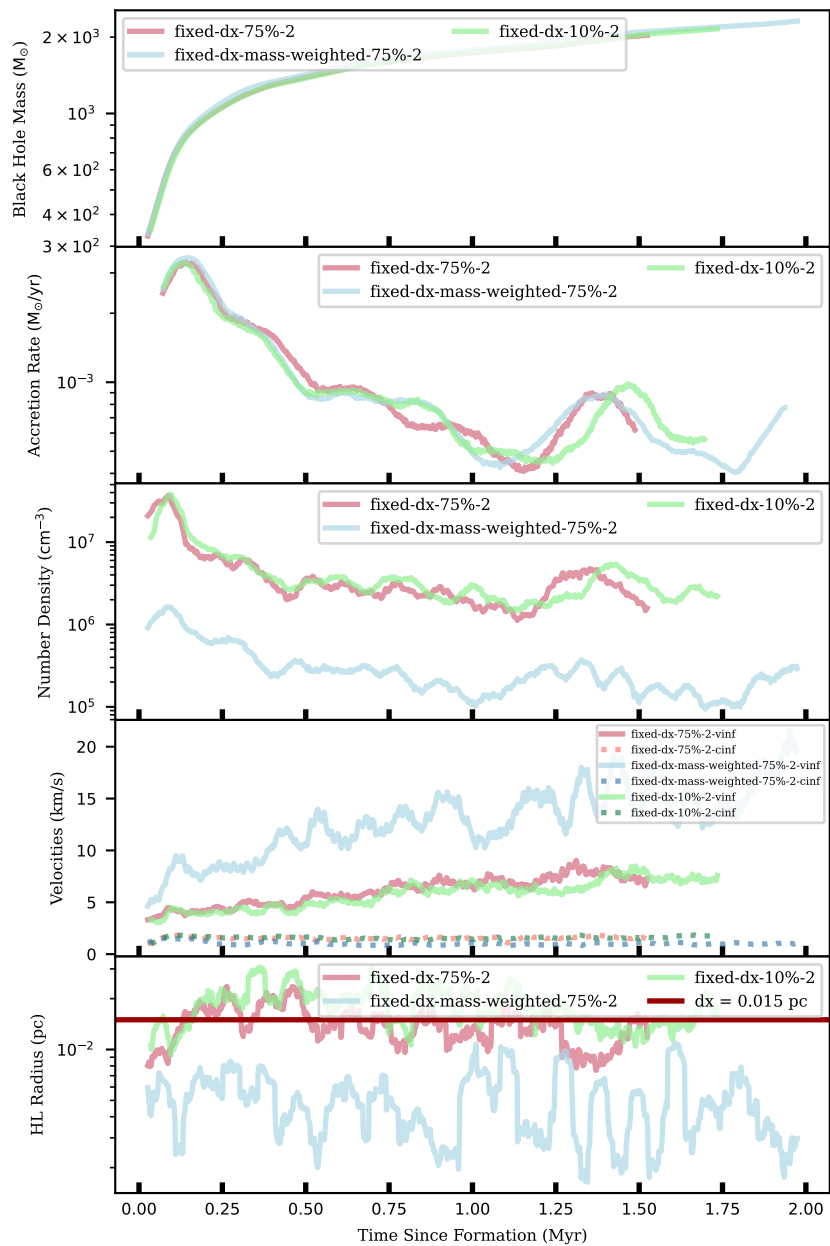 fixed-dx-75%-2
fixed-dx-mass-weighted-75%-2
fixed-dx-10%-2
Black Hole Mass (M⊙)
2 × 10³
10³
6 × 10²
4 × 10²
3 × 10²
fixed-dx-75%-2
fixed-dx-mass-weighted-75%-2
fixed-dx-10%-2
Accretion Rate (M⊙/yr)
10⁻³
fixed-dx-75%-2
fixed-dx-mass-weighted-75%-2
fixed-dx-10%-2
Number Density (cm⁻³)
10⁷
10⁶
10⁵
fixed-dx-75%-2-vinf
fixed-dx-75%-2-cinf
fixed-dx-mass-weighted-75%-2-vinf
fixed-dx-mass-weighted-75%-2-cinf
fixed-dx-10%-2-vinf
fixed-dx-10%-2-cinf
Velocities (km/s)
20
15
10
5
0
fixed-dx-75%-2
fixed-dx-mass-weighted-75%-2
fixed-dx-10%-2
dx = 0.015 pc
HL Radius (pc)
10⁻²
0.00 0.25 0.50 0.75 1.00 1.25 1.50 1.75 2.00
Time Since Formation (Myr)